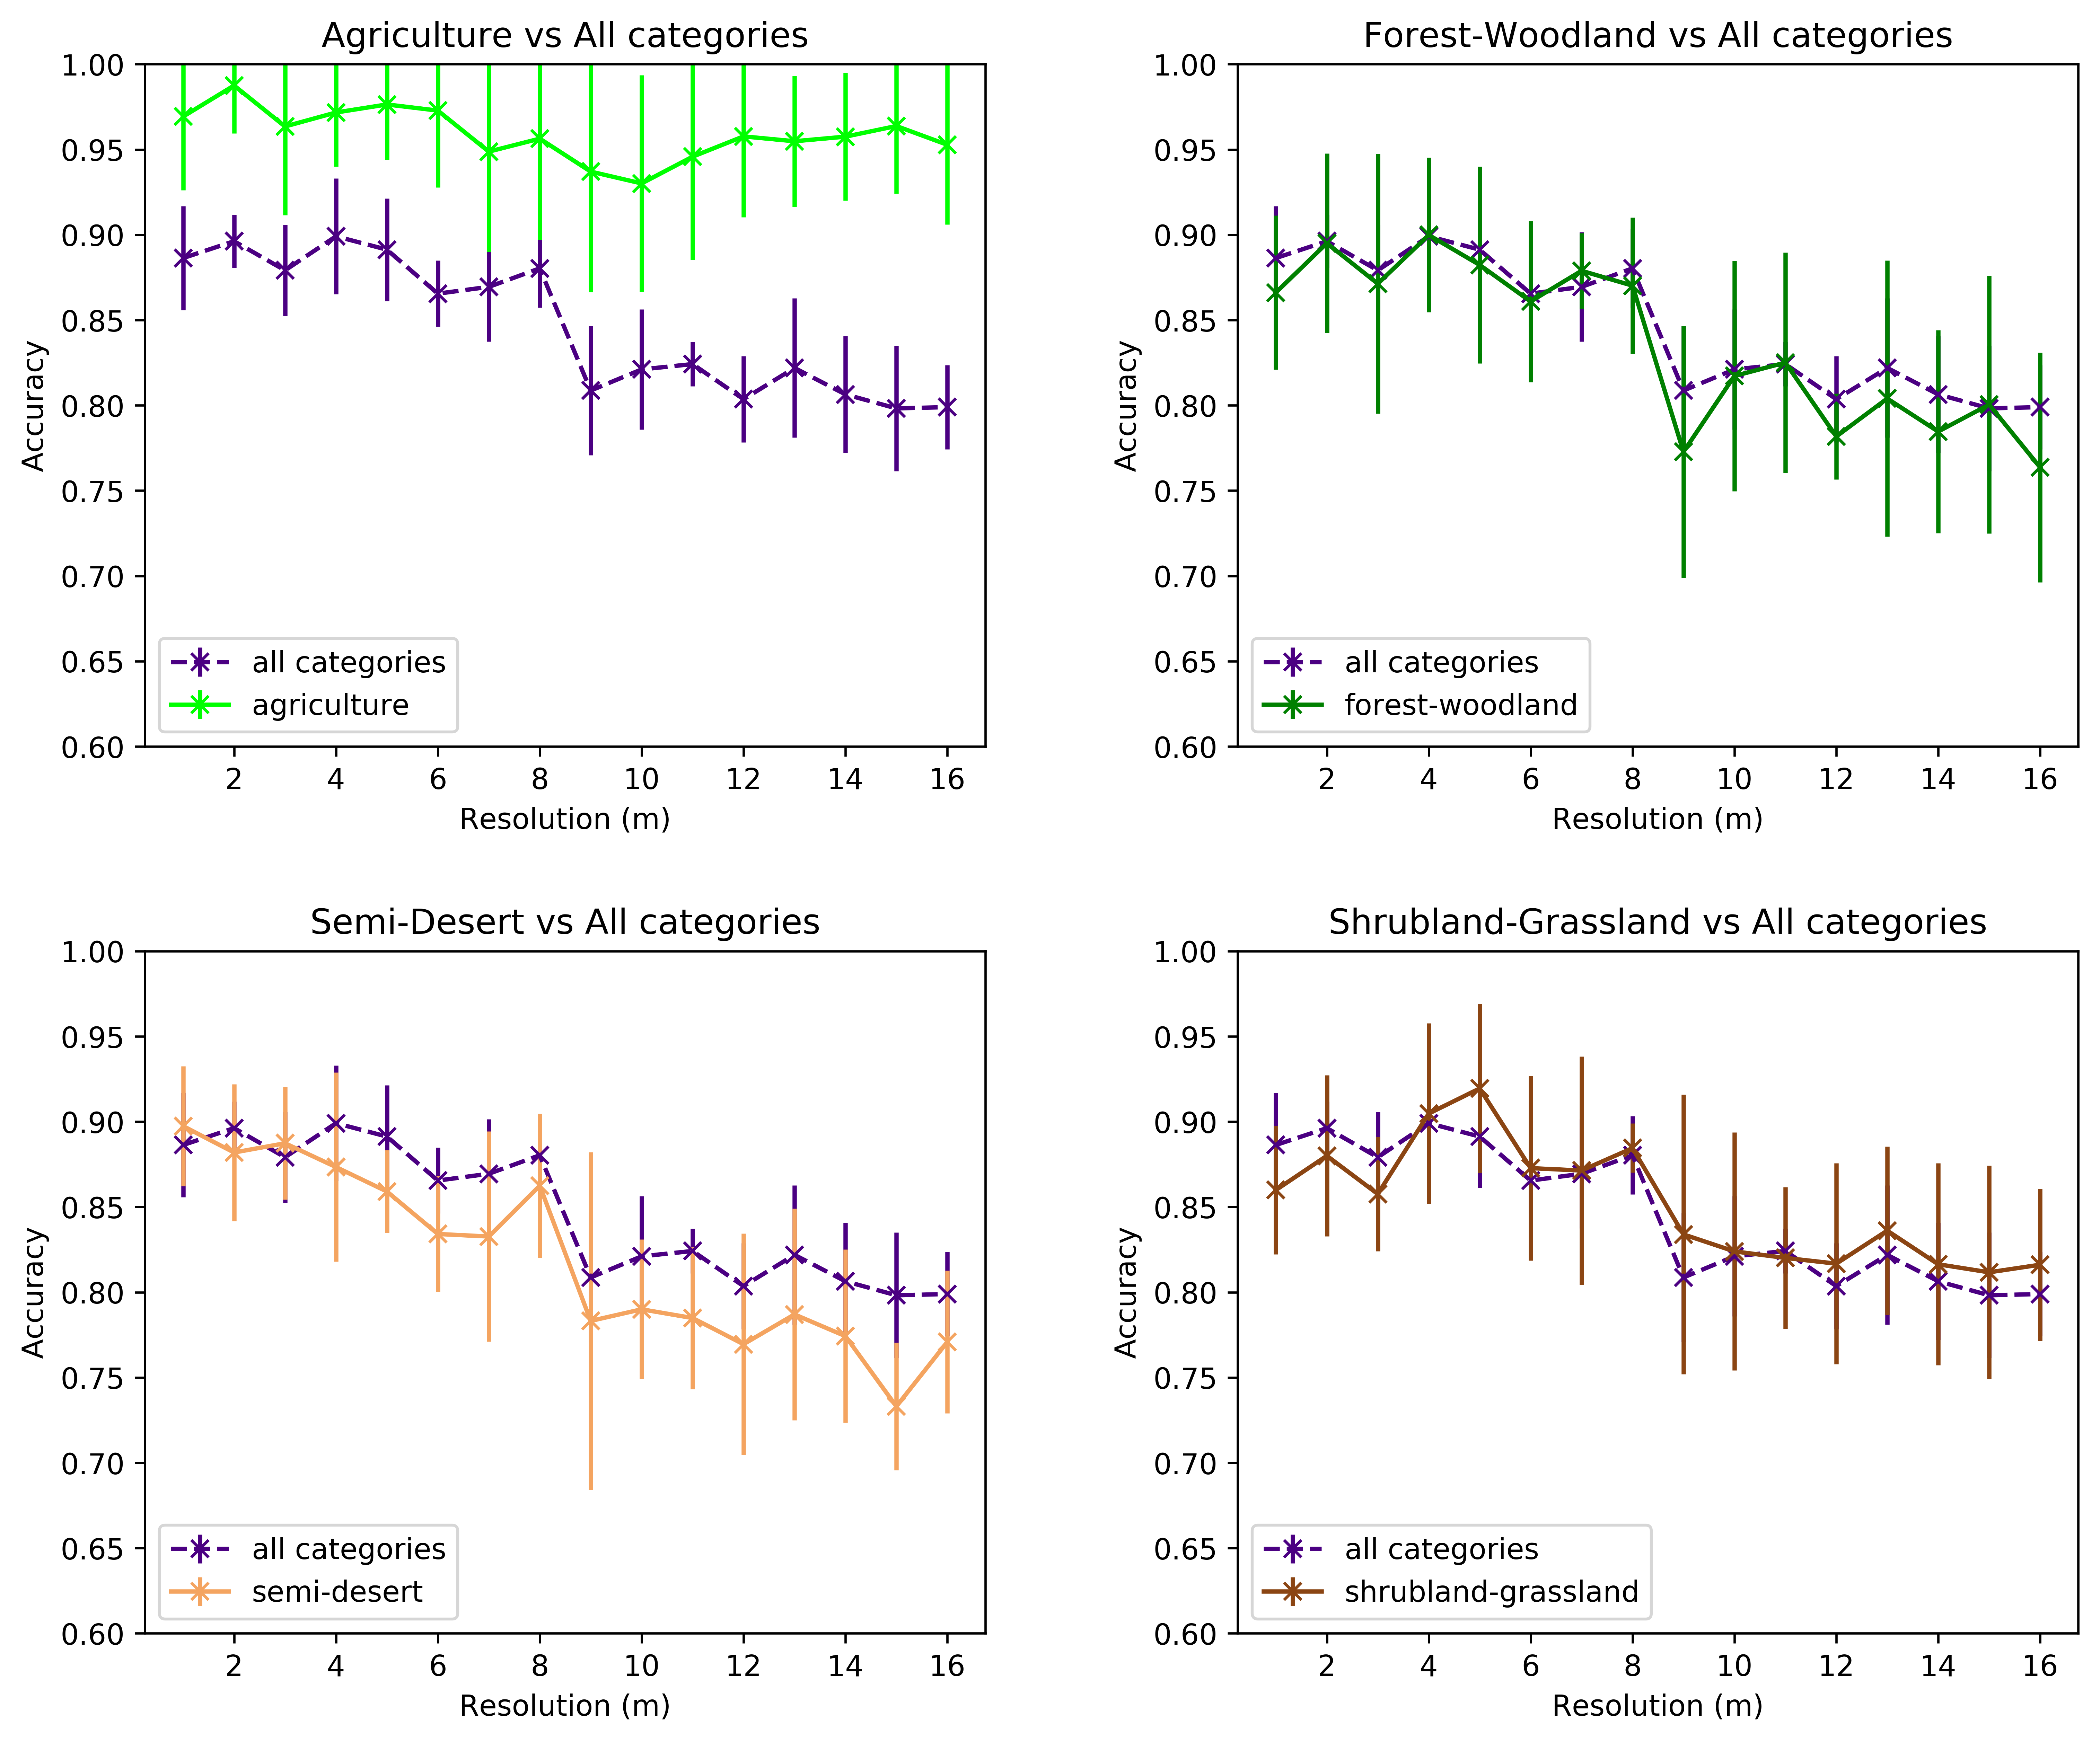 Agriculture vs All categories
1.00
0.95
0.90
0.85
0.80
0.75
0.70
0.65
0.60
Accuracy
all categories
agriculture
2 4 6 8 10 12 14 16
Resolution (m)
Forest-Woodland vs All categories
1.00
0.95
0.90
0.85
0.80
0.75
0.70
0.65
0.60
Accuracy
all categories
forest-woodland
2 4 6 8 10 12 14 16
Resolution (m)
Semi-Desert vs All categories
1.00
0.95
0.90
0.85
0.80
0.75
0.70
0.65
0.60
Accuracy
all categories
semi-desert
2 4 6 8 10 12 14 16
Resolution (m)
Shrubland-Grassland vs All categories
1.00
0.95
0.90
0.85
0.80
0.75
0.70
0.65
0.60
Accuracy
all categories
shrubland-grassland
2 4 6 8 10 12 14 16
Resolution (m)